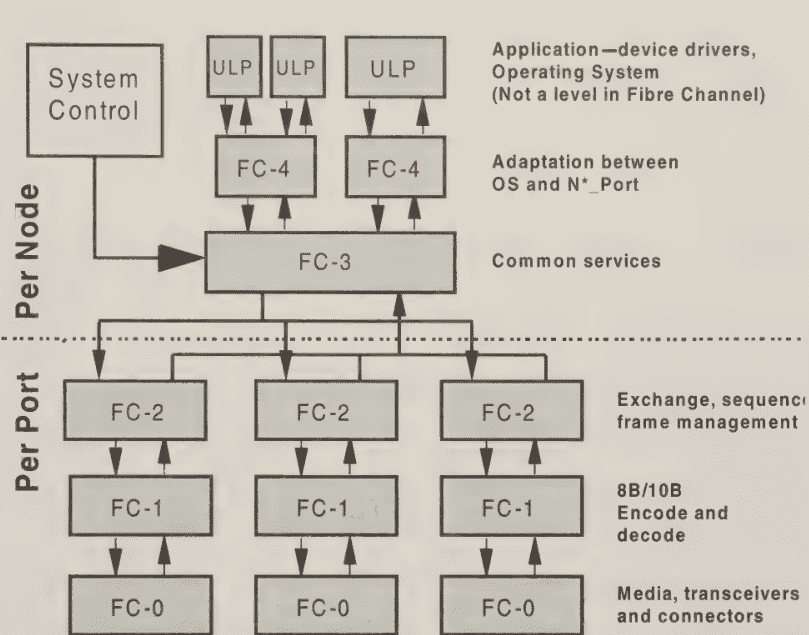 System
Control
ULP
ULP
ULP
Application—device drivers,
Operating System
(Not a level in Fibre Channel)
FC-4
FC-4
Adaptation between
OS and N*_Port
FC-3
Common services
Per Node
Per Port
FC-2
FC-2
FC-2
Exchange, sequenc
frame management
FC-1
FC-1
FC-1
8B/10B
Encode and
decode
FC-0
FC-0
FC-0
Media, transceivers
and connectors